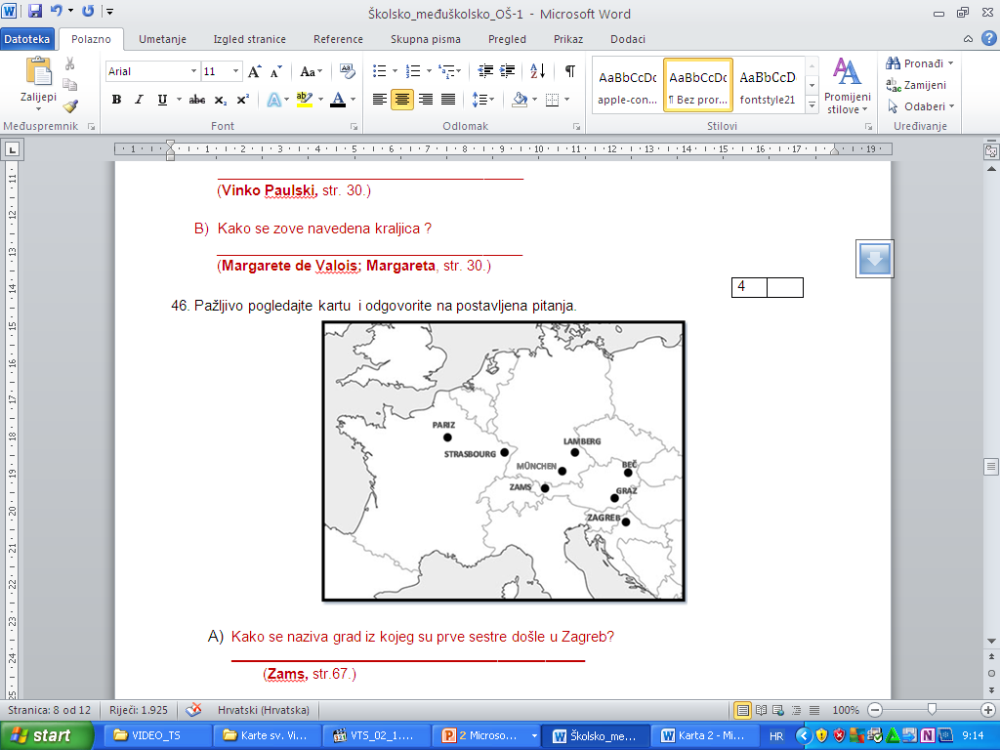 Školsko_međuškolsko_OŠ-1 - Microsoft Word
Datoteka Polazno Umetanje Izgled stranice Reference Skupna pisma Pregled Prikaz Dodaci
Zalijepi
Arial 11
AaBbCcDc AaBbCcDc AaBbCcD
apple-con... ¶ Bez pror... fontstyle21
Promijeni stilove
Pronađi
Zamijeni
Odaberi
Međuspremnik Font Odlomak Stilovi Uređivanje
(Vinko Paulski, str. 30.)
B) Kako se zove navedena kraljica ?
(Margarete de Valois; Margareta, str. 30.)
4
46. Pažljivo pogledajte kartu i odgovorite na postavljena pitanja.
PARIZ
STRASBOURG
LAMBERG
MÜNCHEN
BEČ
ZAMS
GRAZ
ZAGREB
A) Kako se naziva grad iz kojeg su prve sestre došle u Zagreb?
(Zams, str.67.)
Stranica: 8 od 12 Riječi: 1.925 Hrvatski (Hrvatska) 100%
start VIDEO_TS Karte sv. Vi... VTS_02_1.... 2 Microso... Školsko_me... Karta 2 - Mi... HR 9:14